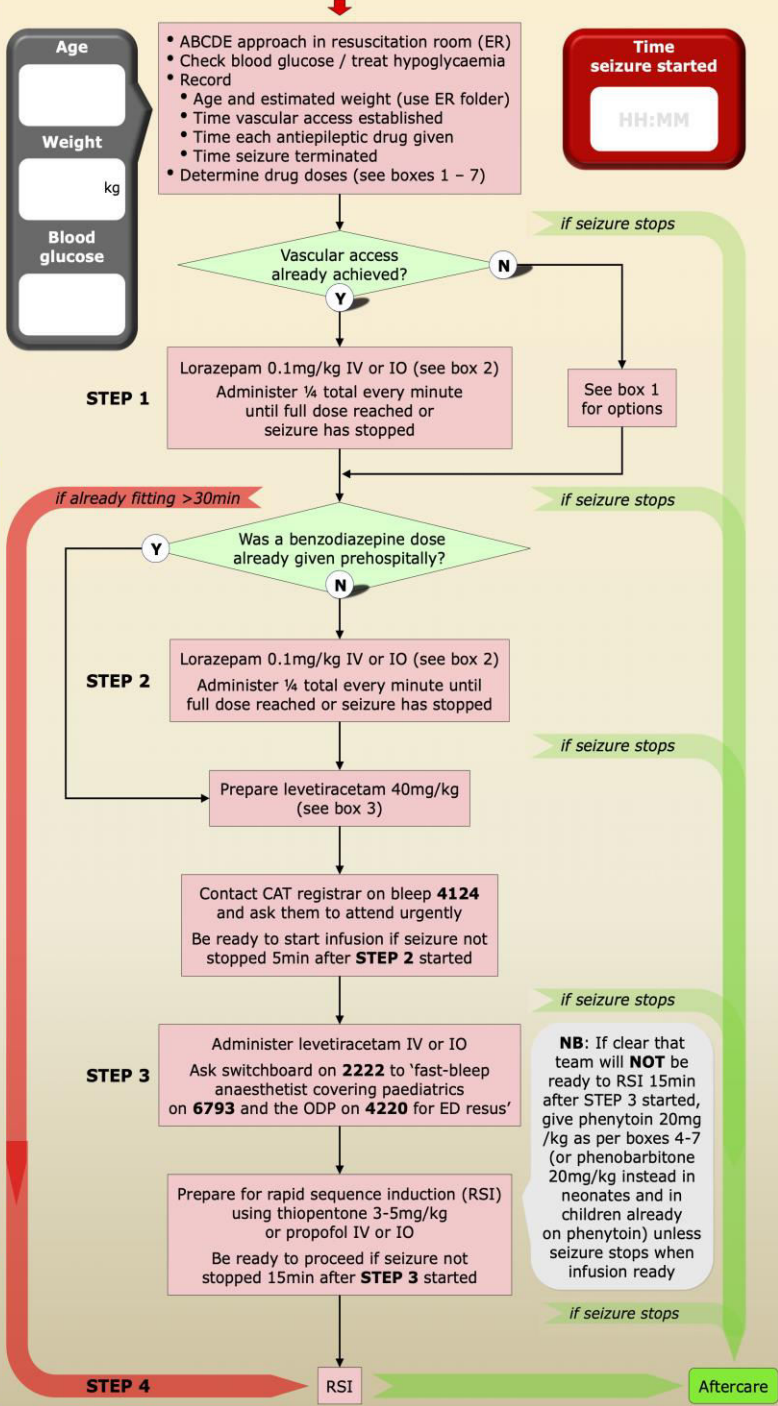 Age
Weight
kg
Blood
glucose
• ABCDE approach in resuscitation room (ER)
• Check blood glucose / treat hypoglycaemia
• Record
• Age and estimated weight (use ER folder)
• Time vascular access established
• Time each antiepileptic drug given
• Time seizure terminated
• Determine drug doses (see boxes 1 – 7)
Time
seizure started
HH:MM
if seizure stops
Vascular access
already achieved?
N
Y
STEP 1
Lorazepam 0.1mg/kg IV or IO (see box 2)
Administer ¼ total every minute
until full dose reached or
seizure has stopped
See box 1
for options
if already fitting >30min
if seizure stops
Was a benzodiazepine dose
already given prehospitally?
Y
N
STEP 2
Lorazepam 0.1mg/kg IV or IO (see box 2)
Administer ¼ total every minute until
full dose reached or seizure has stopped
if seizure stops
Prepare levetiracetam 40mg/kg
(see box 3)
Contact CAT registrar on bleep 4124
and ask them to attend urgently
Be ready to start infusion if seizure not
stopped 5min after STEP 2 started
if seizure stops
STEP 3
Administer levetiracetam IV or IO
Ask switchboard on 2222 to ‘fast-bleep
anaesthetist covering paediatrics
on 6793 and the ODP on 4220 for ED resus’
NB: If clear that
team will NOT be
ready to RSI 15min
after STEP 3 started,
give phenytoin 20mg
/kg as per boxes 4-7
(or phenobarbitone
20mg/kg instead in
neonates and in
children already
on phenytoin) unless
seizure stops when
infusion ready
Prepare for rapid sequence induction (RSI)
using thiopentone 3-5mg/kg
or propofol IV or IO
Be ready to proceed if seizure not
stopped 15min after STEP 3 started
if seizure stops
STEP 4
RSI
Aftercare